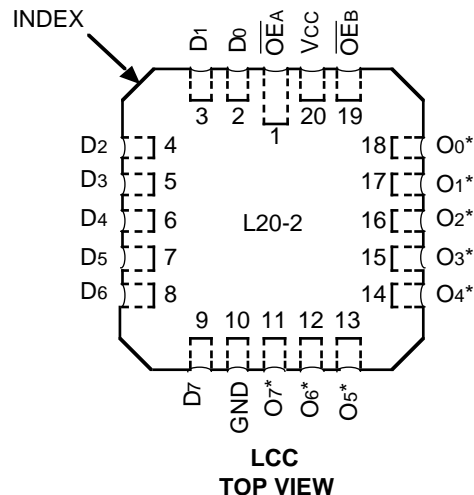 INDEX
D1 D0 OEA VCC OEB
3 2 1 20 19
D2 4 18 O0*
D3 5 17 O1*
D4 6 L20-2 16 O2*
D5 7 15 O3*
D6 8 14 O4*
9 10 11 12 13
D7 GND O7* O6* O5*
LCC
TOP VIEW